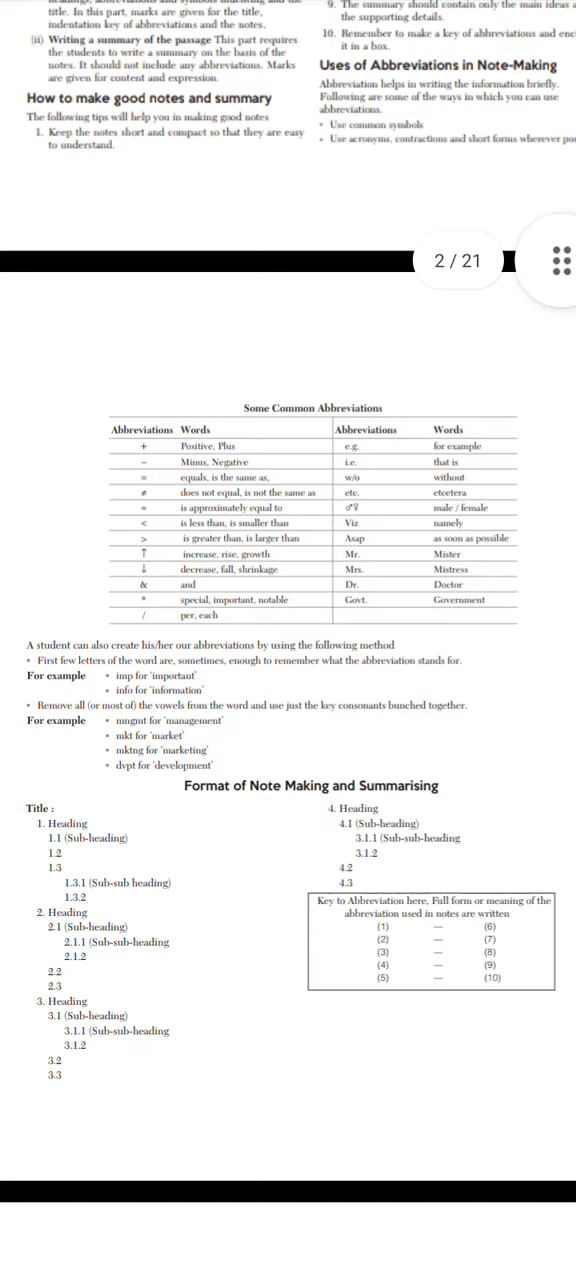 title. In this part, marks are given for the title,
indentation key of abbreviations and the notes.
(ii) Writing a summary of the passage This part requires
the students to write a summary on the basis of the
notes. It should not include any abbreviations. Marks
are given for content and expression.
How to make good notes and summary
The following tips will help you in making good notes
1. Keep the notes short and compact so that they are easy
to understand.
9. The summary should contain only the main ideas
the supporting details.
10. Remember to make a key of abbreviations and
it in a box.
Uses of Abbreviations in Note-Making
Abbreviation helps in writing the information briefly.
Following are some of the ways in which you can use
abbreviations.
• Use common symbols
• Use acronyms, contractions and short forms wherever
2 / 21
Some Common Abbreviations
Abbreviations Words Abbreviations Words
+ Positive, Plus e.g. for example
– Minus, Negative i.e. that is
= equals, is the same as, w/o without
≠ does not equal, is not the same as etc. etcetera
≈ is approximately equal to ♂♀ male / female
< is less than, is smaller than Viz namely
> is greater than, is larger than Asap as soon as possible
↑ increase, rise, growth Mr. Mister
↓ decrease, fall, shrinkage Mrs. Mistress
& and Dr. Doctor
* special, important, notable Govt. Government
/ per, each
A student can also create his/her our abbreviations by using the following method
• First few letters of the word are, sometimes, enough to remember what the abbreviation stands for.
For example • imp for 'important'
• info for 'information'
• Remove all (or most of) the vowels from the word and use just the key consonants bunched together.
For example • mngmt for 'management'
• mkt for 'market'
• mktng for 'marketing'
• dvpt for 'development'
Format of Note Making and Summarising
Title :
1. Heading
1.1 (Sub-heading)
1.2
1.3
1.3.1 (Sub-sub heading)
1.3.2
2. Heading
2.1 (Sub-heading)
2.1.1 (Sub-sub-heading
2.1.2
2.2
2.3
3. Heading
3.1 (Sub-heading)
3.1.1 (Sub-sub-heading
3.1.2
3.2
3.3
4. Heading
4.1 (Sub-heading)
3.1.1 (Sub-sub-heading
3.1.2
4.2
4.3
Key to Abbreviation here, Full form or meaning of the
abbreviation used in notes are written
(1) — (6)
(2) — (7)
(3) — (8)
(4) — (9)
(5) — (10)